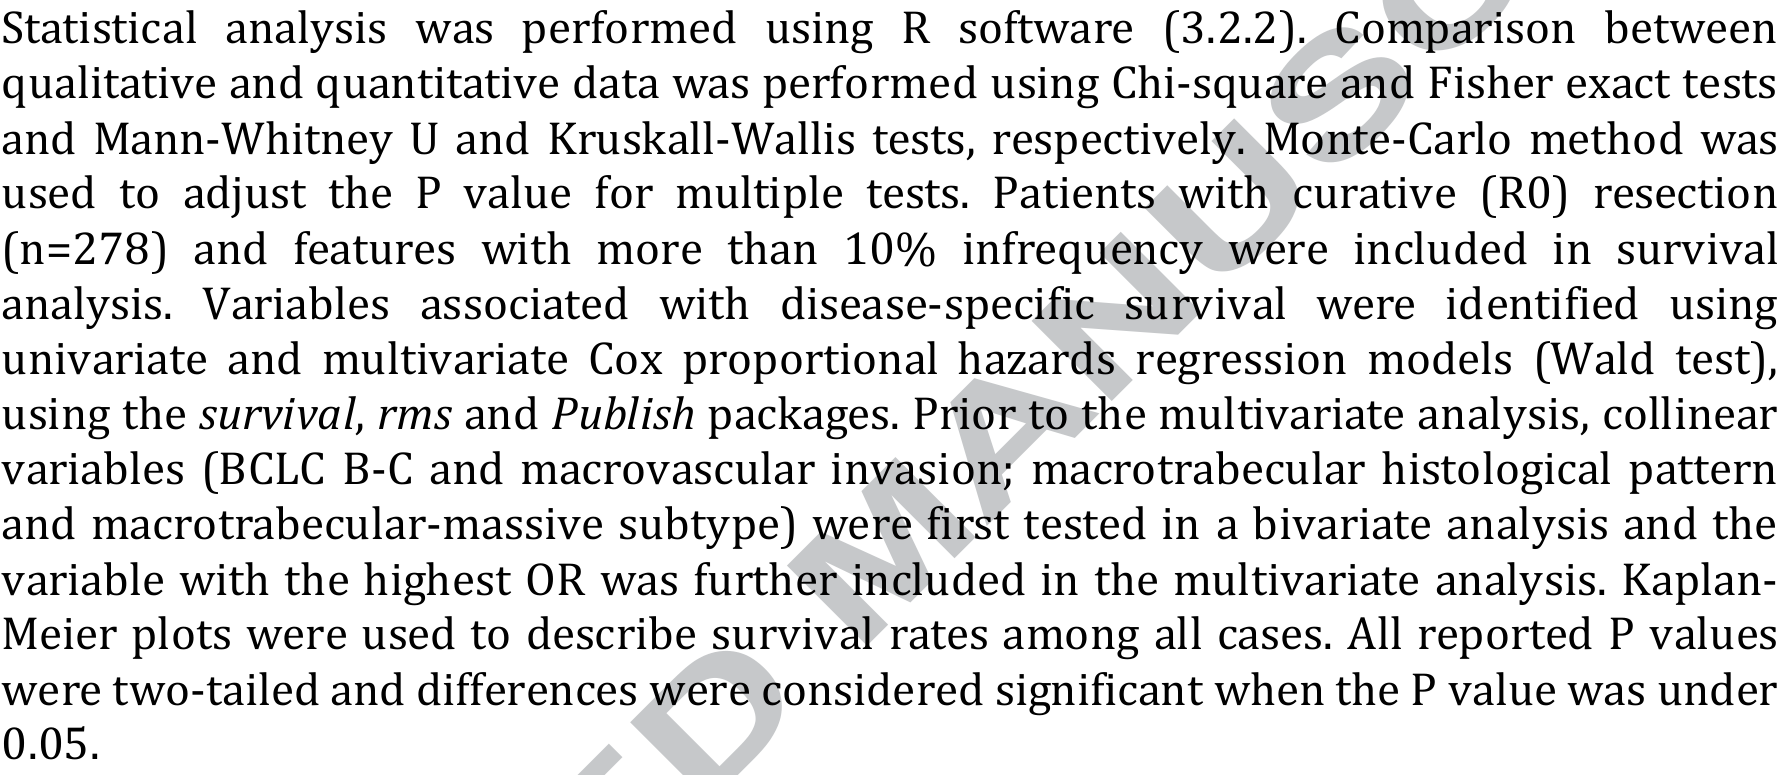 Statistical analysis was performed using R software (3.2.2). Comparison between
qualitative and quantitative data was performed using Chi-square and Fisher exact tests
and Mann-Whitney U and Kruskall-Wallis tests, respectively. Monte-Carlo method was
used to adjust the P value for multiple tests. Patients with curative (R0) resection
(n=278) and features with more than 10% infrequency were included in survival
analysis. Variables associated with disease-specific survival were identified using
univariate and multivariate Cox proportional hazards regression models (Wald test),
using the survival, rms and Publish packages. Prior to the multivariate analysis, collinear
variables (BCLC B-C and macrovascular invasion; macrotrabecular histological pattern
and macrotrabecular-massive subtype) were first tested in a bivariate analysis and the
variable with the highest OR was further included in the multivariate analysis. Kaplan-
Meier plots were used to describe survival rates among all cases. All reported P values
were two-tailed and differences were considered significant when the P value was under
0.05.